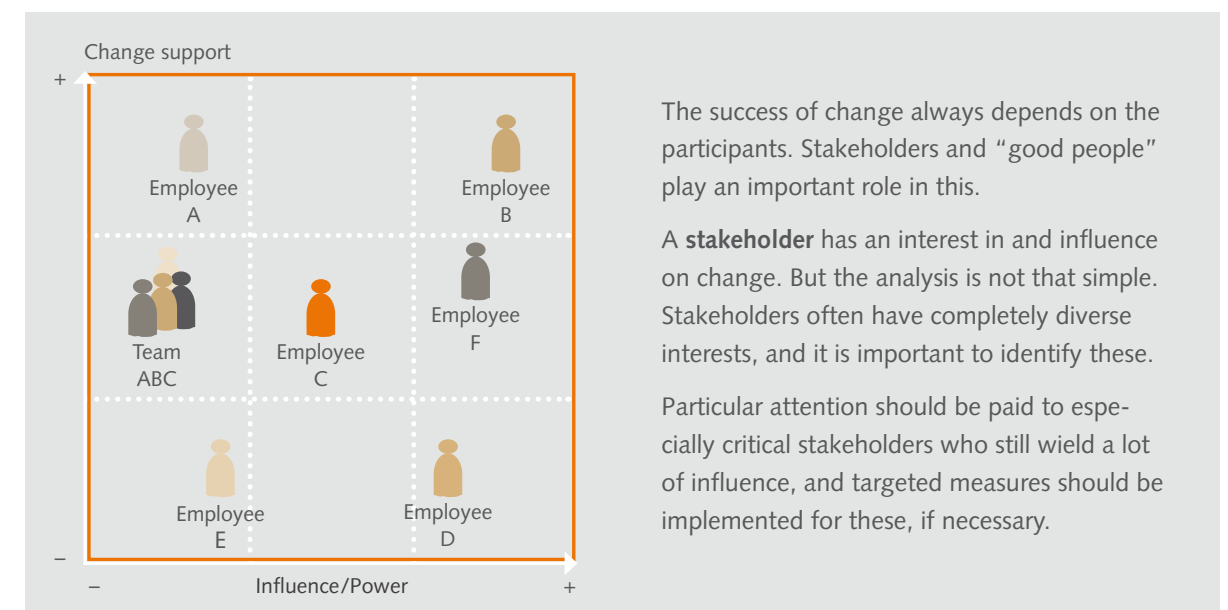 Change support
+
Employee
A
Employee
B
Team
ABC
Employee
C
Employee
F
Employee
E
Employee
D
–
–
Influence/Power
+
The success of change always depends on the
participants. Stakeholders and “good people”
play an important role in this.
A stakeholder has an interest in and influence
on change. But the analysis is not that simple.
Stakeholders often have completely diverse
interests, and it is important to identify these.
Particular attention should be paid to espe-
cially critical stakeholders who still wield a lot
of influence, and targeted measures should be
implemented for these, if necessary.